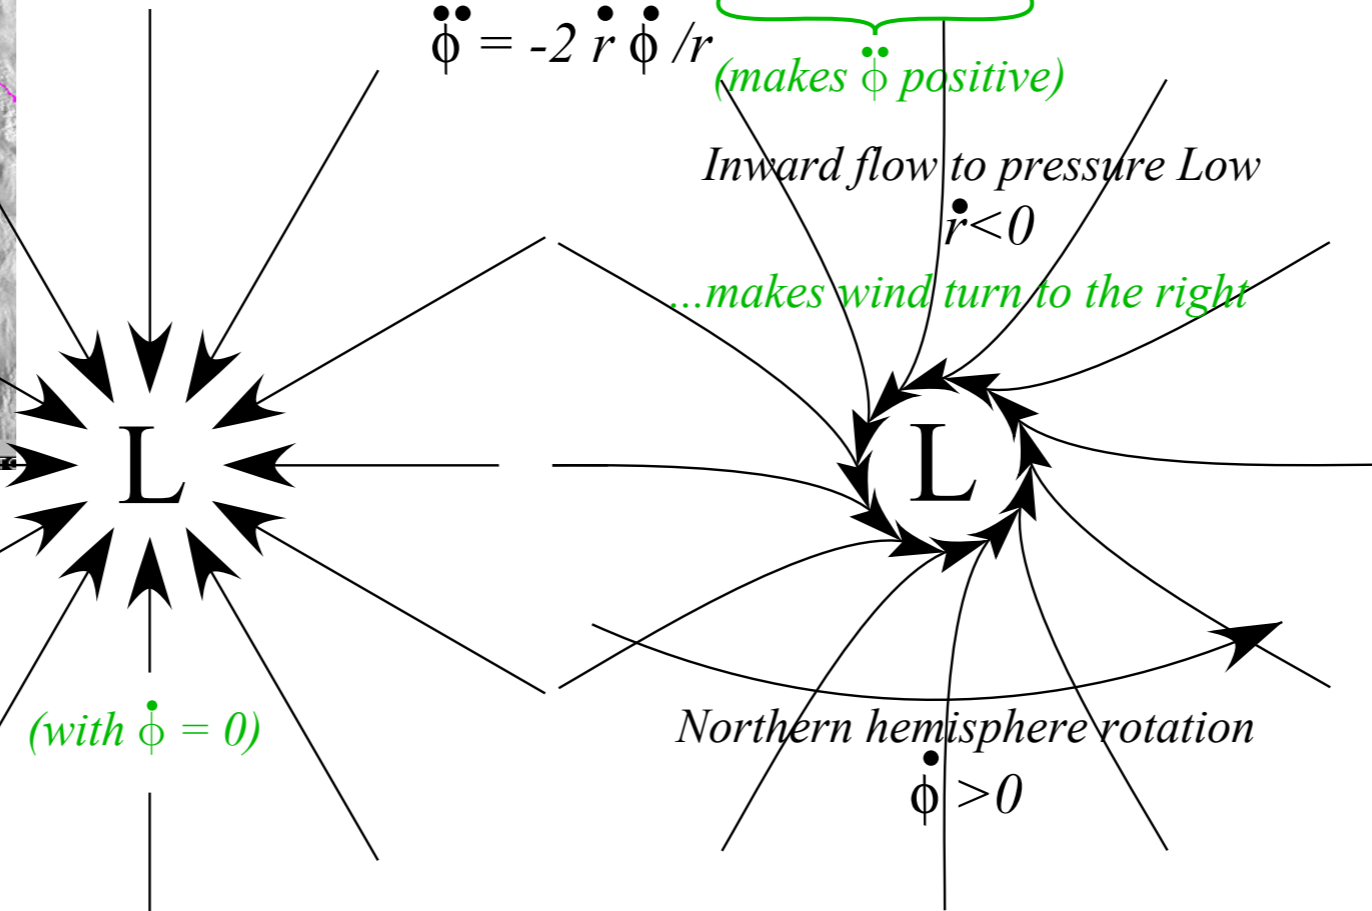 ϕ̈ = -2 ṙ ϕ̇ /r
(makes ϕ̈ positive)
Inward flow to pressure Low
ṙ<0
...makes wind turn to the right
L
L
(with ϕ̇ = 0)
Northern hemisphere rotation
ϕ̇ >0